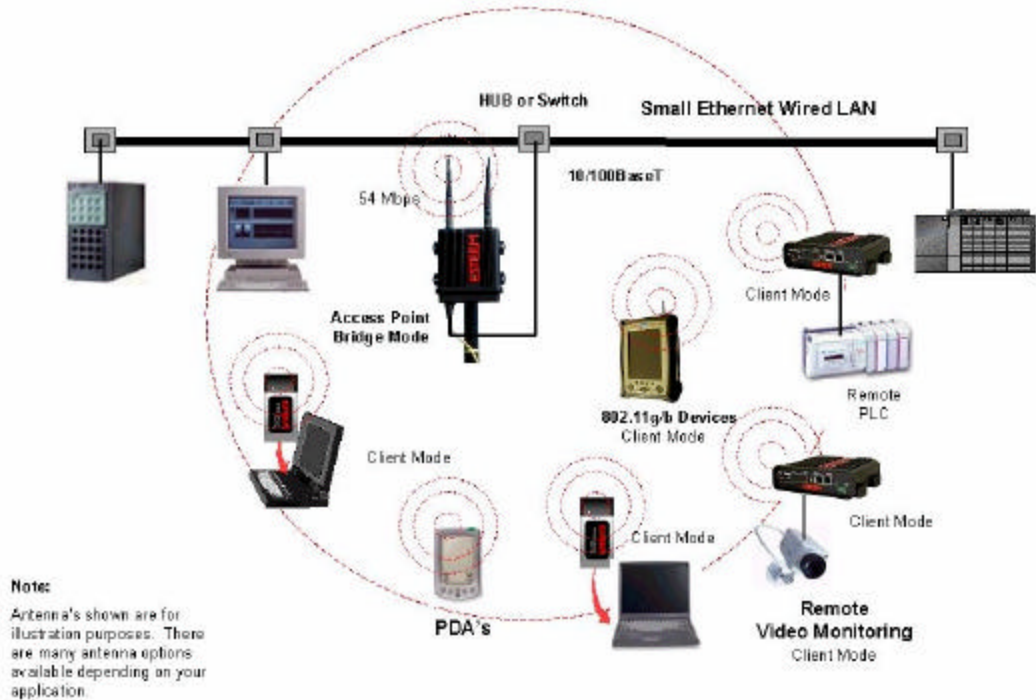 HUB or Switch
Small Ethernet Wired LAN
10/100BaseT
54 Mbps
ESTEEM
Access Point
Bridge Mode
Client Mode
Remote
PLC
802.11g/b Devices
Client Mode
Client Mode
Client Mode
Client Mode
PDA's
Remote
Video Monitoring
Client Mode
Note:
Antenna's shown are for
illustration purposes. There
are many antenna options
available depending on your
application.